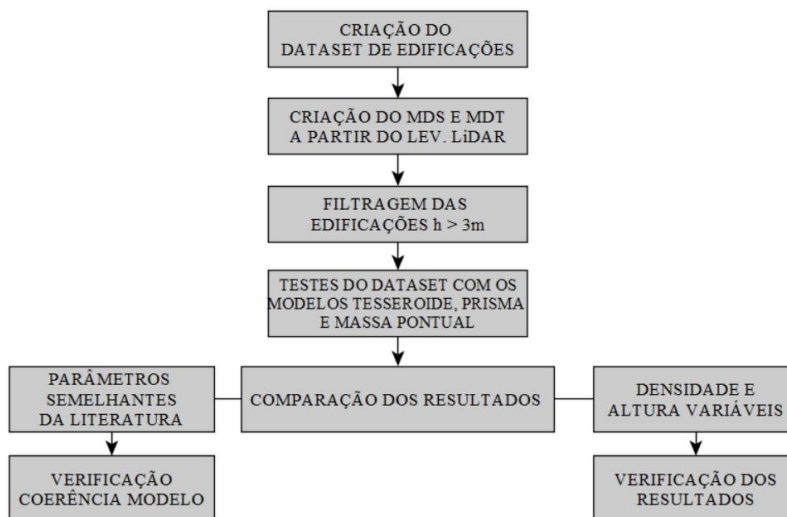 CRIAÇÃO DO
DATASET DE EDIFICAÇÕES
CRIAÇÃO DO MDS E MDT
A PARTIR DO LEV. LiDAR
FILTRAGEM DAS
EDIFICAÇÕES h > 3m
TESTES DO DATASET COM OS
MODELOS TESSEROIDE, PRISMA
E MASSA PONTUAL
PARÂMETROS
SEMELHANTES
DA LITERATURA
COMPARAÇÃO DOS RESULTADOS
DENSIDADE E
ALTURA VARIÁVEIS
VERIFICAÇÃO
COERÊNCIA MODELO
VERIFICAÇÃO DOS
RESULTADOS